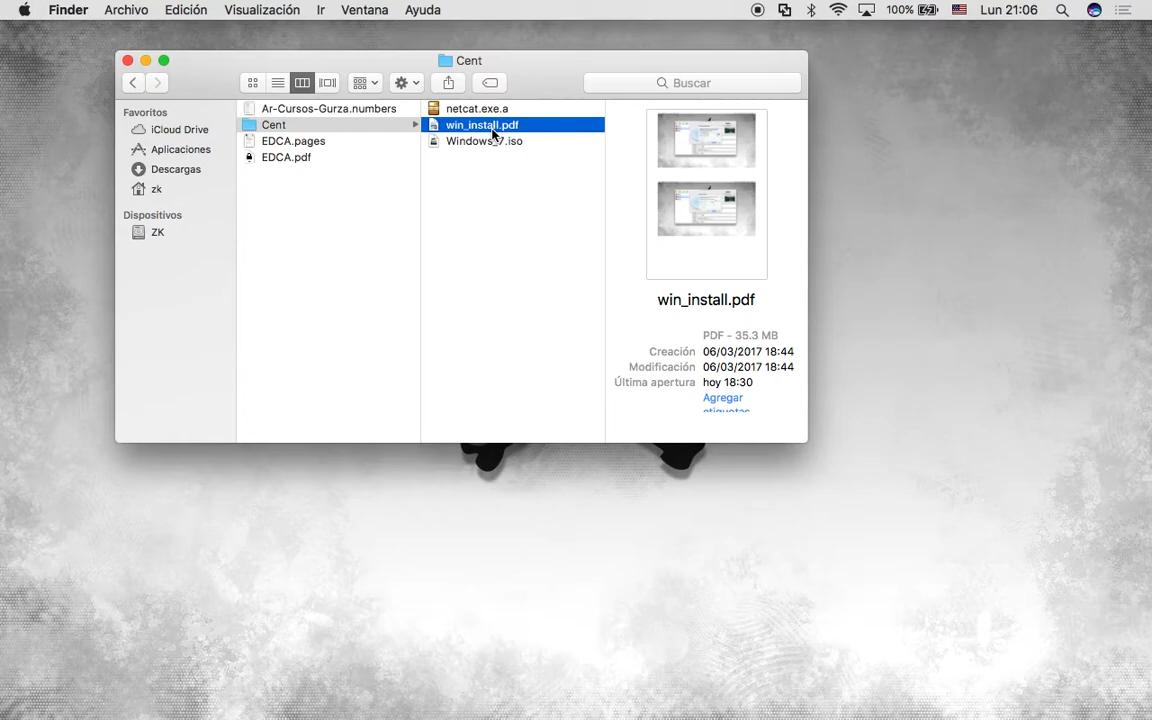 Finder Archivo Edición Visualización Ir Ventana Ayuda 100% Lun 21:06
Cent
Buscar
Favoritos
iCloud Drive
Aplicaciones
Descargas
zk
Dispositivos
ZK
Ar-Cursos-Gurza.numbers
Cent
EDCA.pages
EDCA.pdf
netcat.exe.a
win_install.pdf
Windows_7.iso
win_install.pdf
PDF - 35.3 MB
Creación 06/03/2017 18:44
Modificación 06/03/2017 18:44
Última apertura hoy 18:30
Agregar
etiquetas